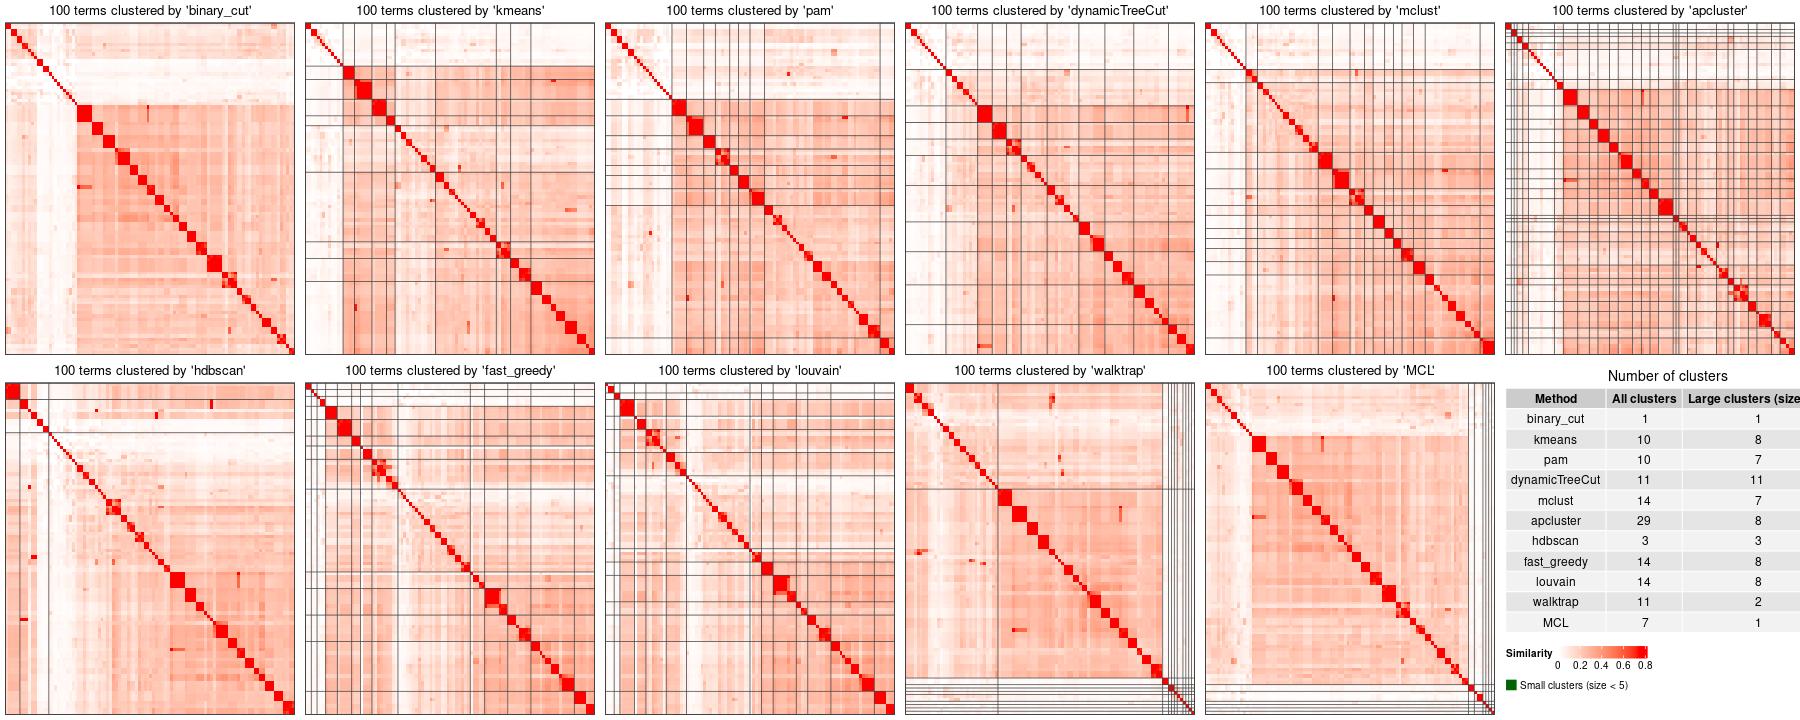 100 terms clustered by 'binary_cut'
100 terms clustered by 'kmeans'
100 terms clustered by 'pam'
100 terms clustered by 'dynamicTreeCut'
100 terms clustered by 'mclust'
100 terms clustered by 'apcluster'
100 terms clustered by 'hdbscan'
100 terms clustered by 'fast_greedy'
100 terms clustered by 'louvain'
100 terms clustered by 'walktrap'
100 terms clustered by 'MCL'
Number of clusters
Method All clusters Large clusters (size
binary_cut 1 1
kmeans 10 8
pam 10 7
dynamicTreeCut 11 11
mclust 14 7
apcluster 29 8
hdbscan 3 3
fast_greedy 14 8
louvain 14 8
walktrap 11 2
MCL 7 1
Similarity
0 0.2 0.4 0.6 0.8
Small clusters (size < 5)